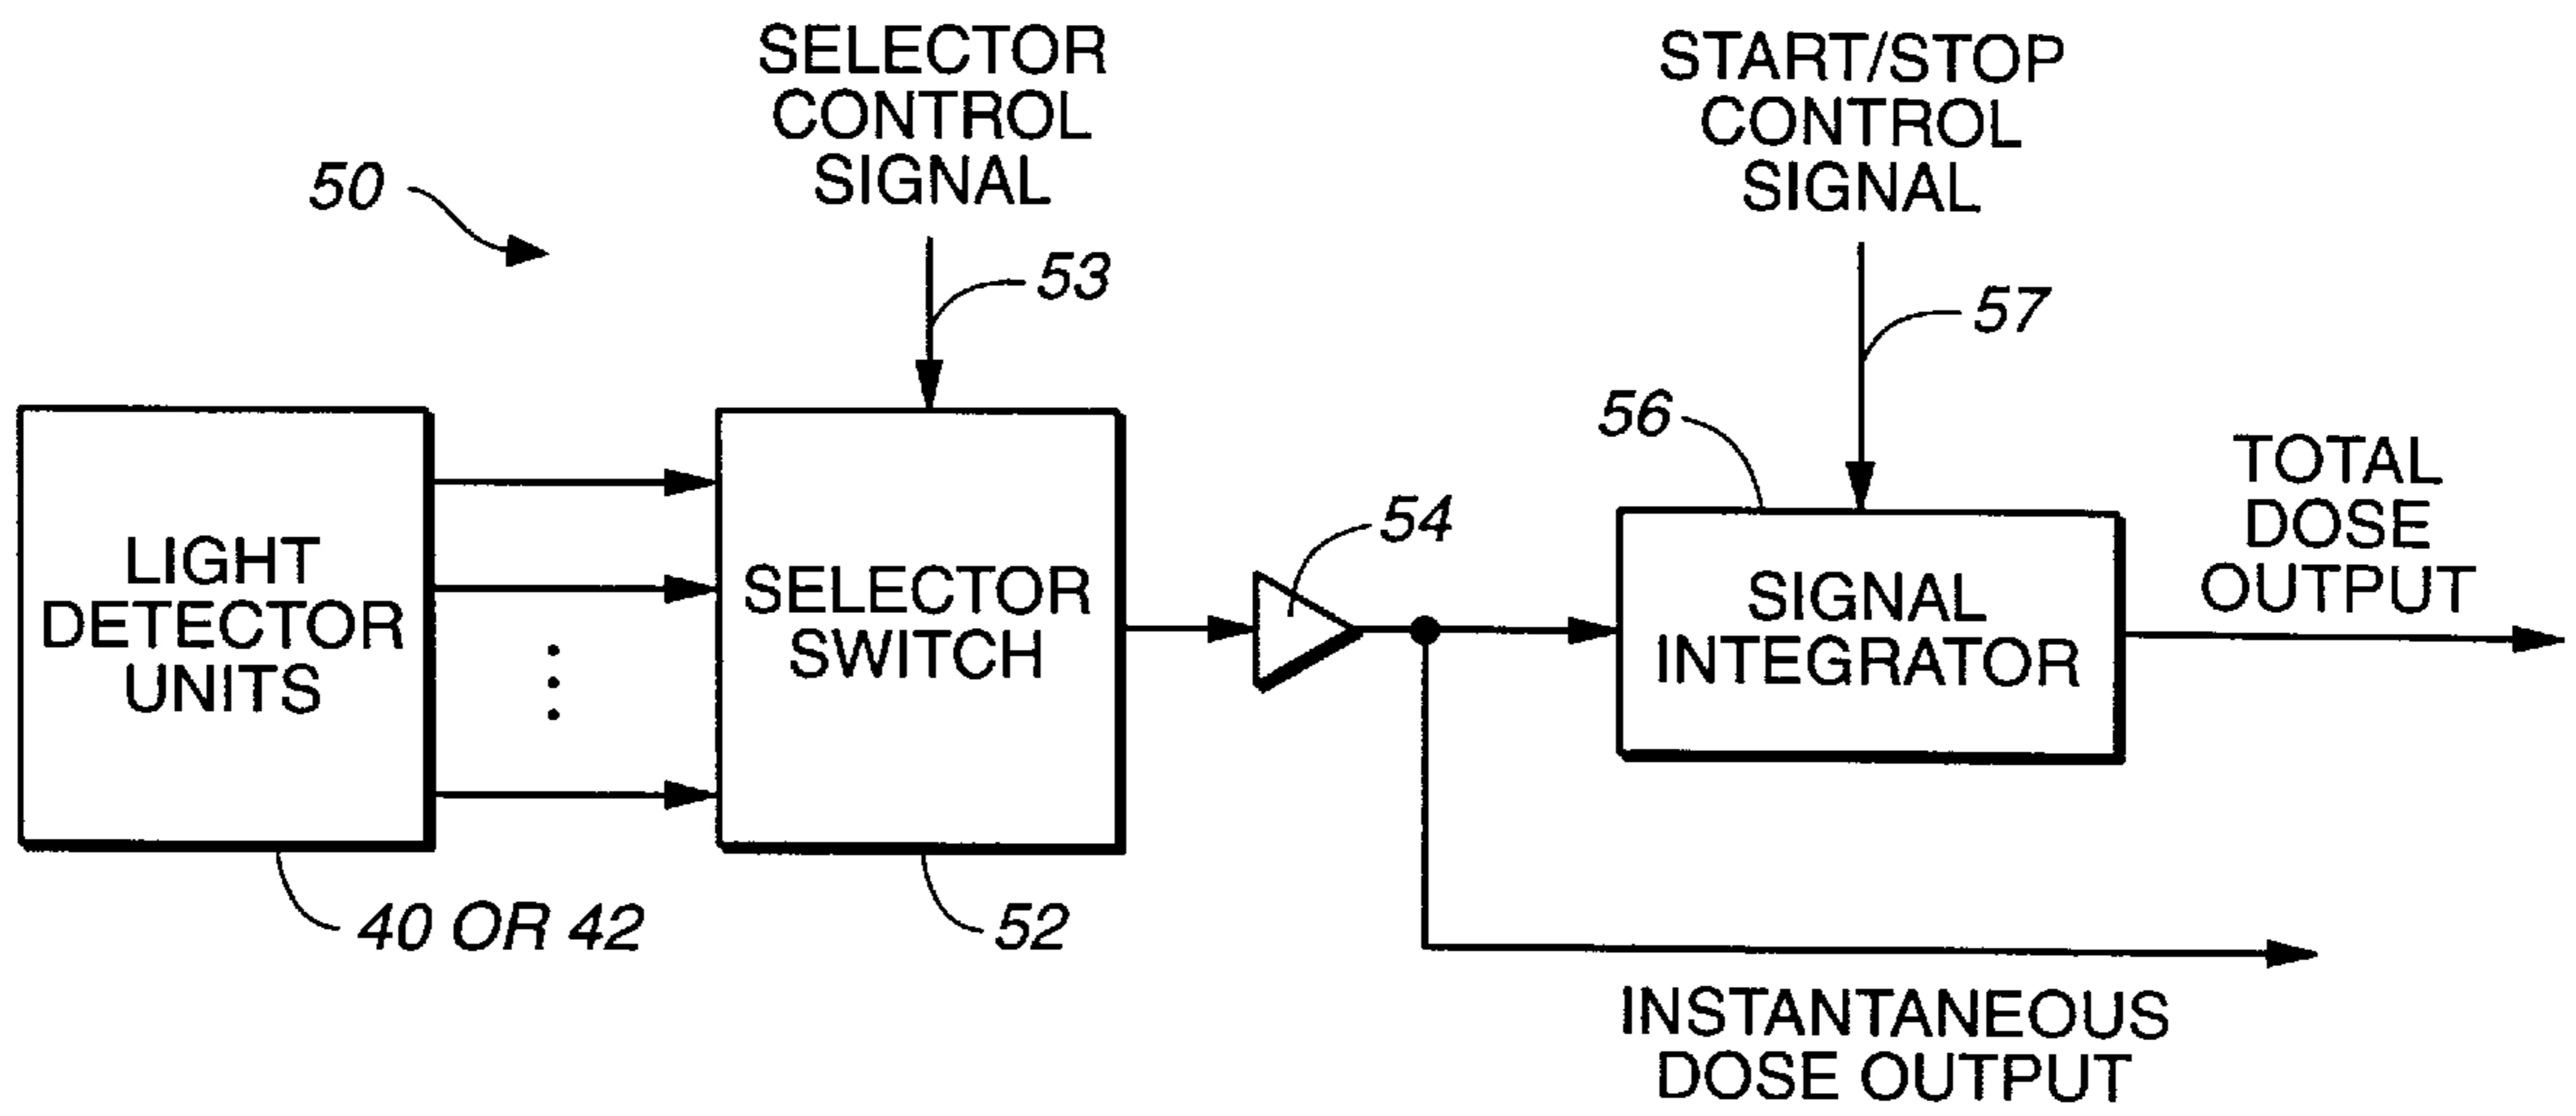 SELECTOR
CONTROL
SIGNAL
START/STOP
CONTROL
SIGNAL
50
53
57
56
54
LIGHT
DETECTOR
UNITS
SELECTOR
SWITCH
SIGNAL
INTEGRATOR
TOTAL
DOSE
OUTPUT
40 OR 42
52
INSTANTANEOUS
DOSE OUTPUT